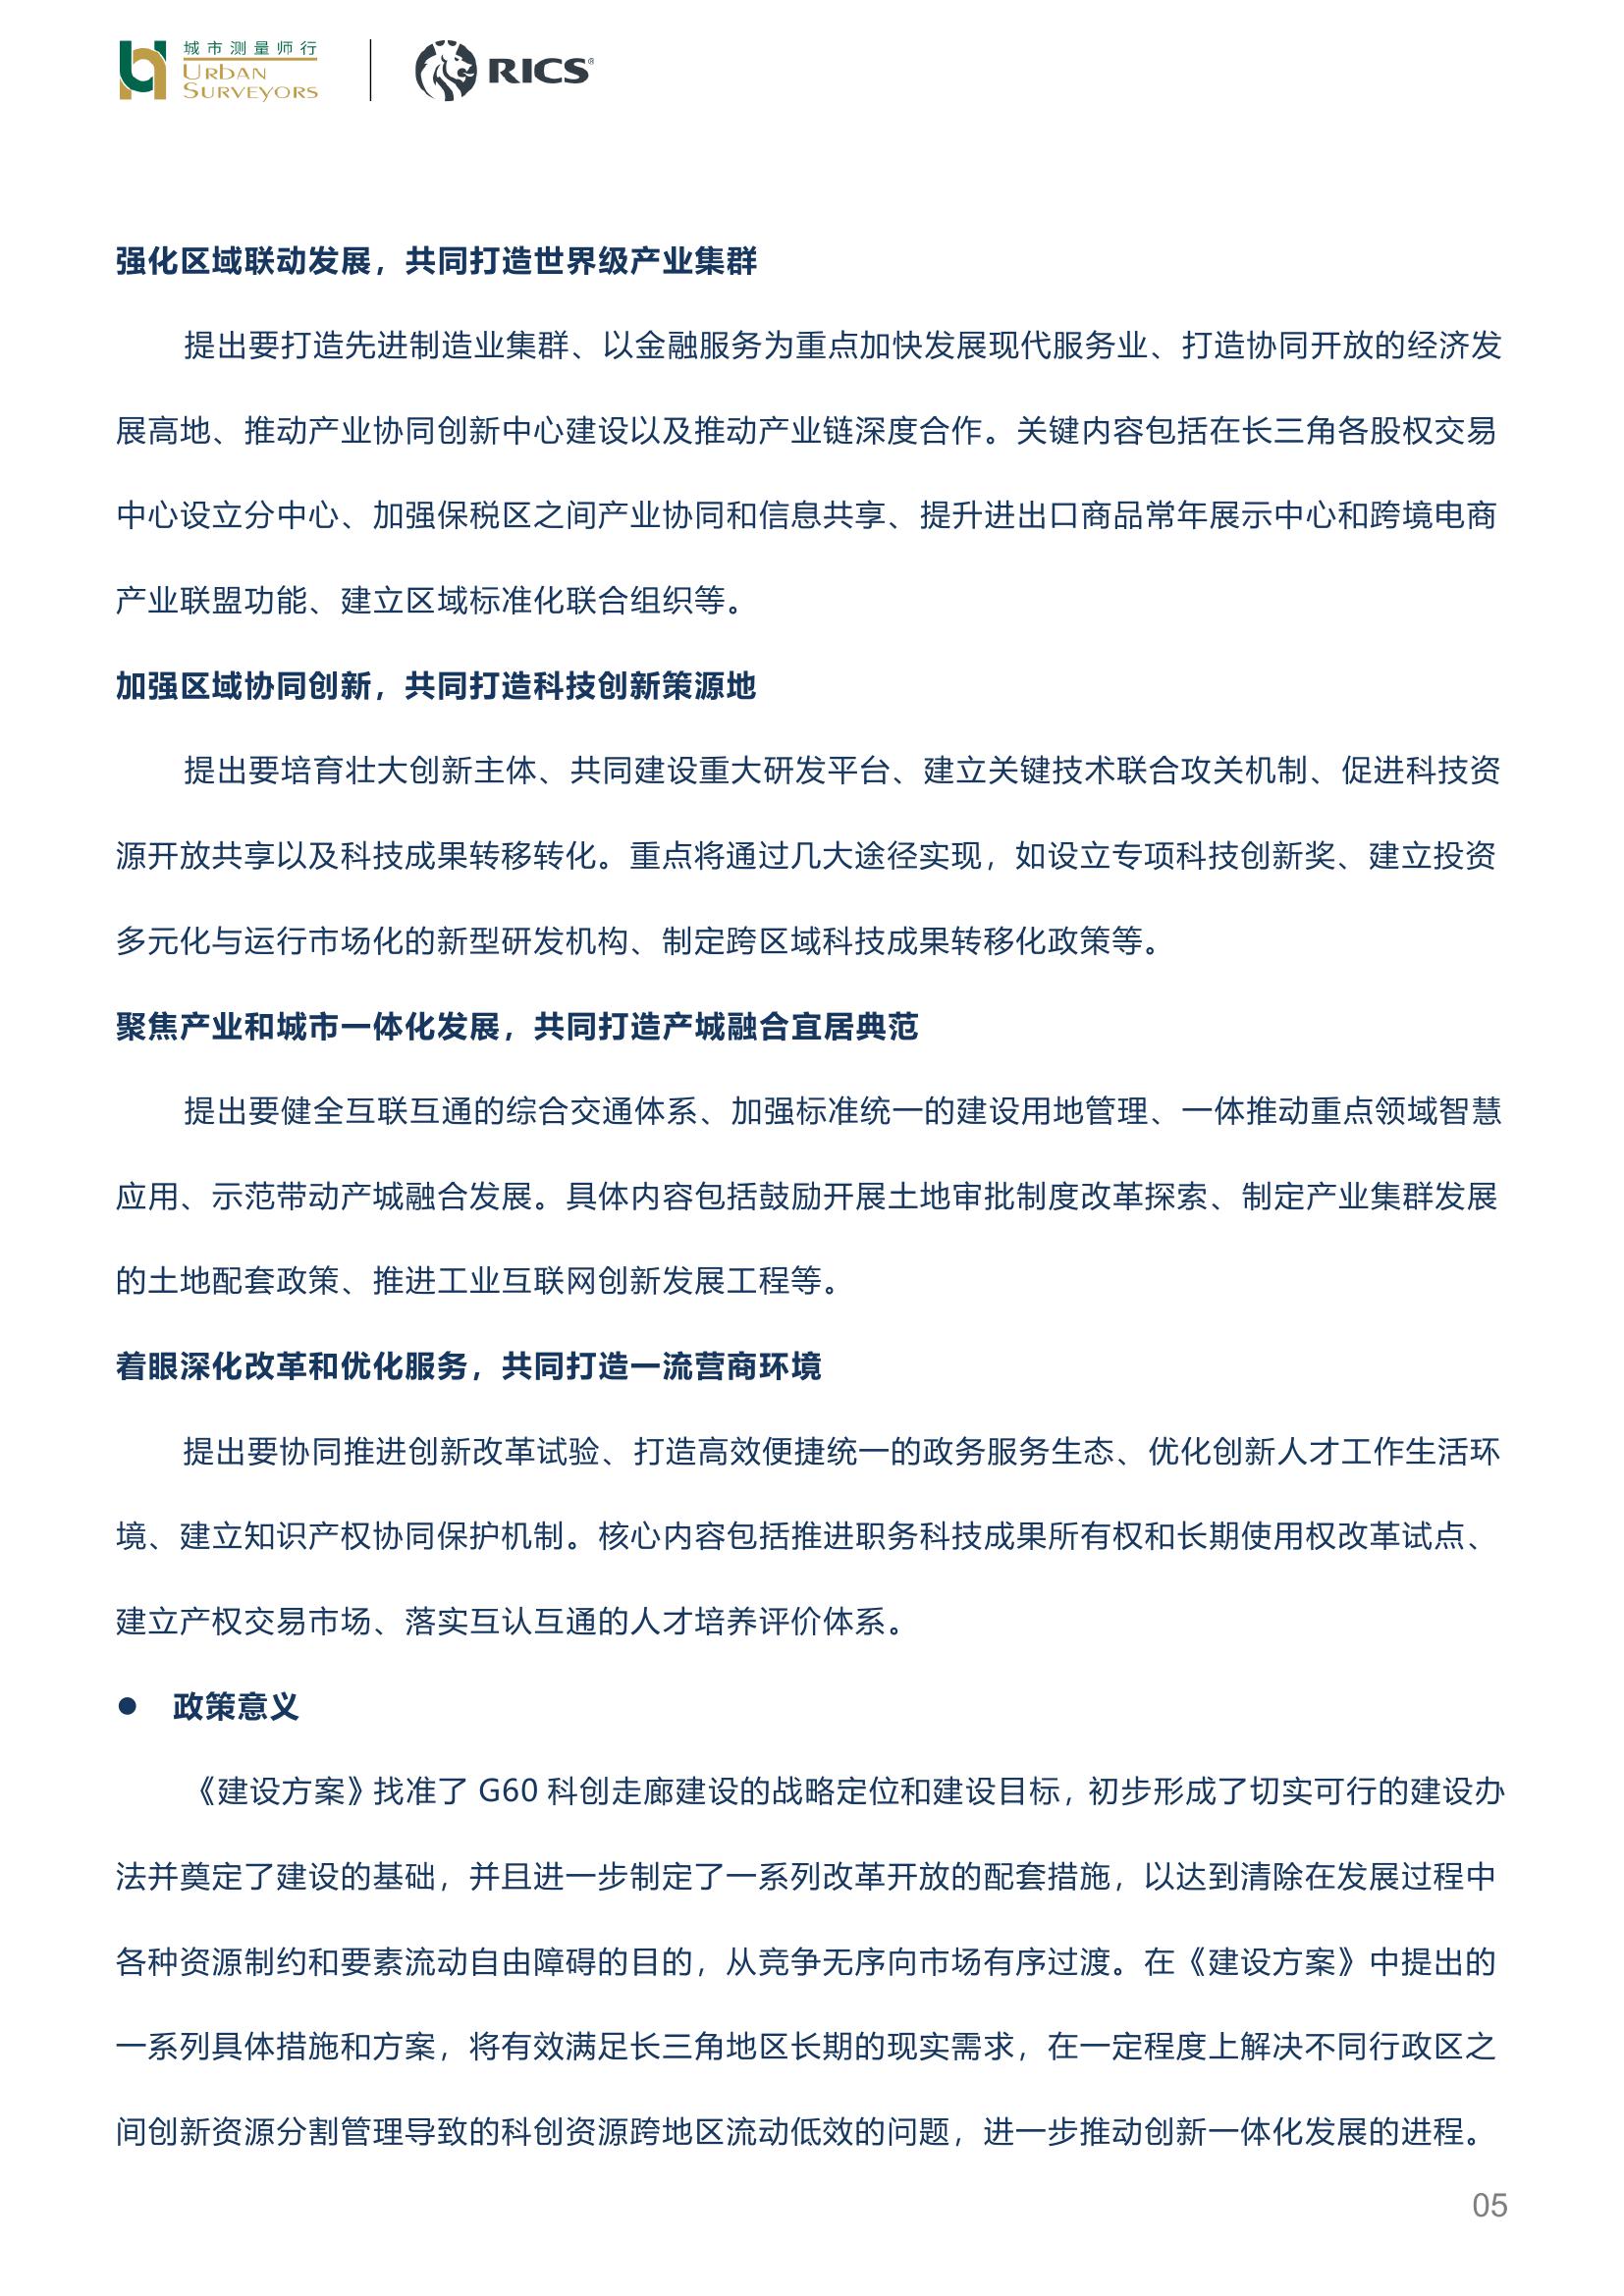 城市测量师行
URBAN
SURVEYORS
RICS®
强化区域联动发展，共同打造世界级产业集群
提出要打造先进制造业集群、以金融服务为重点加快发展现代服务业、打造协同开放的经济发
展高地、推动产业协同创新中心建设以及推动产业链深度合作。关键内容包括在长三角各股权交易
中心设立分中心、加强保税区之间产业协同和信息共享、提升进出口商品常年展示中心和跨境电商
产业联盟功能、建立区域标准化联合组织等。
加强区域协同创新，共同打造科技创新策源地
提出要培育壮大创新主体、共同建设重大研发平台、建立关键技术联合攻关机制、促进科技资
源开放共享以及科技成果转移转化。重点将通过几大途径实现，如设立专项科技创新奖、建立投资
多元化与运行市场化的新型研发机构、制定跨区域科技成果转移化政策等。
聚焦产业和城市一体化发展，共同打造产城融合宜居典范
提出要健全互联互通的综合交通体系、加强标准统一的建设用地管理、一体推动重点领域智慧
应用、示范带动产城融合发展。具体内容包括鼓励开展土地审批制度改革探索、制定产业集群发展
的土地配套政策、推进工业互联网创新发展工程等。
着眼深化改革和优化服务，共同打造一流营商环境
提出要协同推进创新改革试验、打造高效便捷统一的政务服务生态、优化创新人才工作生活环
境、建立知识产权协同保护机制。核心内容包括推进职务科技成果所有权和长期使用权改革试点、
建立产权交易市场、落实互认互通的人才培养评价体系。
● 政策意义
《建设方案》找准了 G60 科创走廊建设的战略定位和建设目标，初步形成了切实可行的建设办
法并奠定了建设的基础，并且进一步制定了一系列改革开放的配套措施，以达到清除在发展过程中
各种资源制约和要素流动自由障碍的目的，从竞争无序向市场有序过渡。在《建设方案》中提出的
一系列具体措施和方案，将有效满足长三角地区长期的现实需求，在一定程度上解决不同行政区之
间创新资源分割管理导致的科创资源跨地区流动低效的问题，进一步推动创新一体化发展的进程。
05